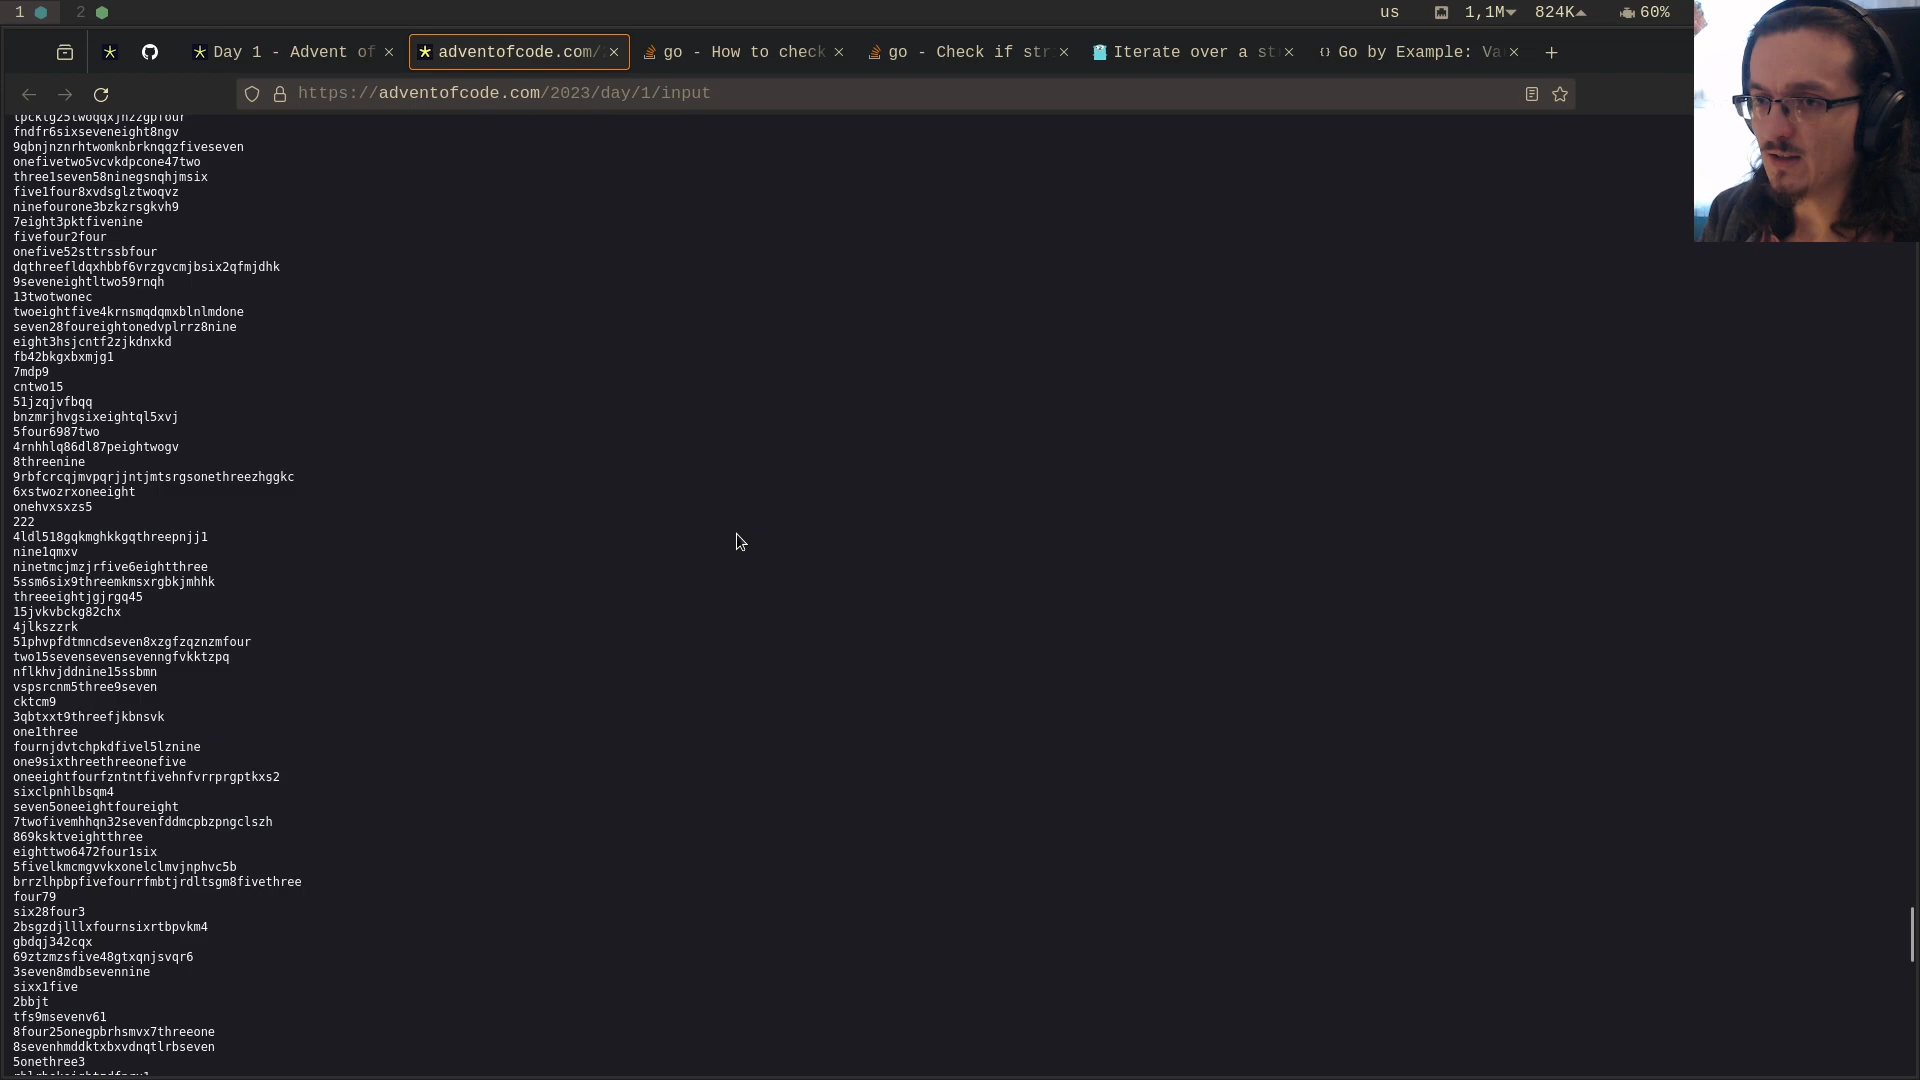 1 2 us 1,1M 824K 60%
Day 1 - Advent of adventofcode.com/ go - How to check go - Check if str Iterate over a st Go by Example: Va
https://adventofcode.com/2023/day/1/input
fndfr6sixseveneight8ngv
9qbnjnznrhtwomknbrknqqzfiveseven
onefivetwo5vcvkdpcone47two
three1seven58ninegsnqhjmsix
five1four8xvdsglztwoqvz
ninefourone3bzkzrsgkvh9
7eight3pktfivenine
fivefour2four
onefive52sttrssbfour
dqthreefldqxhbbf6vrzgvcmjbsix2qfmjdhk
9seveneightltwo59rnqh
13twotwonec
twoeightfive4krnsmqdqmxblnlmdone
seven28foureightonedvplrrz8nine
eight3hsjcntf2zjkdnxkd
fb42bkgxbxmjg1
7mdp9
cntwo15
51jzqjvfbqq
bnzmrjhvgsixeightql5xvj
5four6987two
4rnhhlq86dl87peightwogv
8threenine
9rbfcrcqjmvpqrjjntjmtsrgsonethreezhggkc
6xstwozrxoneeight
onehvxsxzs5
222
4ldl518gqkmghkkgqthreepnjj1
nine1qmxv
ninetmcjmzjrfive6eightthree
5ssm6six9threemkmsxrgbkjmhhk
threeeightjgjrgq45
15jvkvbckg82chx
4jlkszzrk
51phvpfdtmncdseven8xzgfzqznzmfour
two15sevensevensevenngfvkktzpq
nflkhvjddnine15ssbmn
vspsrcnm5three9seven
cktcm9
3qbtxxt9threefjkbnsvk
one1three
fournjdvtchpkdfivel5lznine
one9sixthreethreeonefive
oneeightfourfzntntfivehnfvrrprgptkxs2
sixclpnhlbsqm4
seven5oneeightfoureight
7twofivemhhqn32sevenfddmcpbzpngclszh
869ksktveightthree
eighttwo6472four1six
5fivelkmcmgvvkxonelclmvjnphvc5b
brrzlhpbpfivefourrfmbtjrdltsgm8fivethree
four79
six28four3
2bsgzdjlllxfournsixrtbpvkm4
gbdqj342cqx
69ztzmzsfive48gtxqnjsvqr6
3seven8mdbsevennine
sixx1five
2bbjt
tfs9msevenv61
8four25onegpbrhsmvx7threeone
8sevenhmddktxbxvdnqtlrbseven
5onethree3